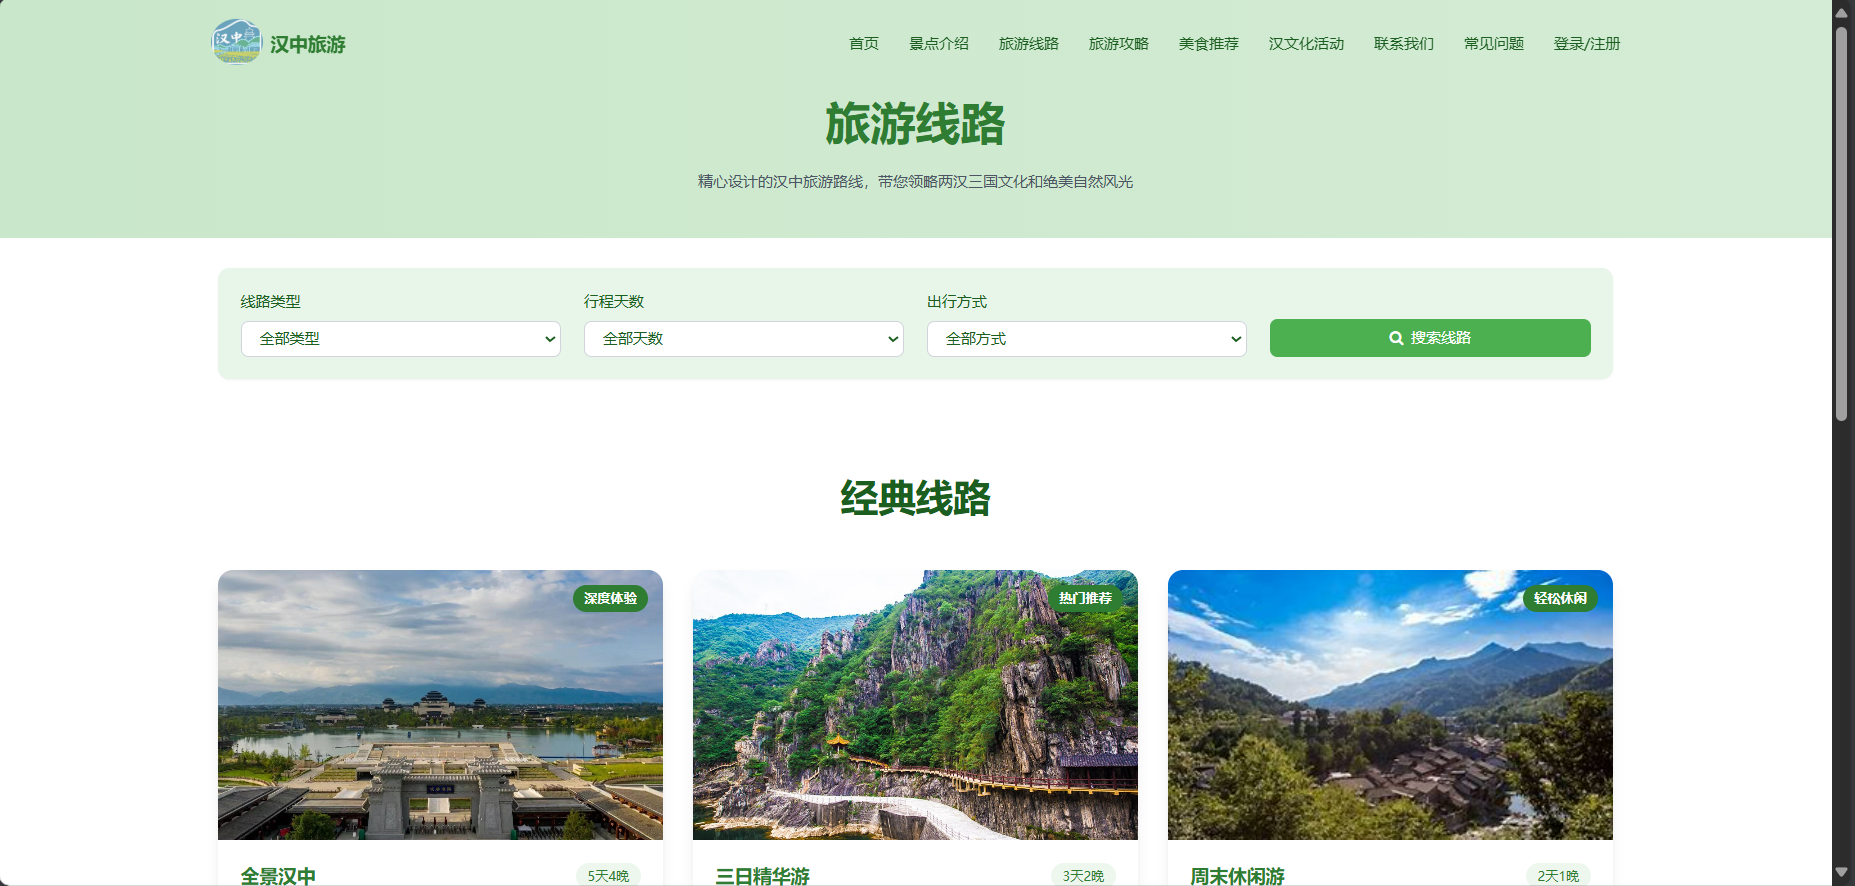 汉中
汉中旅游
首页 景点介绍 旅游线路 旅游攻略 美食推荐 汉文化活动 联系我们 常见问题 登录/注册
旅游线路
精心设计的汉中旅游路线，带您领略两汉三国文化和绝美自然风光
线路类型 行程天数 出行方式
全部类型 全部天数 全部方式 搜索线路
经典线路
深度体验 热门推荐 轻松休闲
全景汉中 5天4晚 三日精华游 3天2晚 周末休闲游 2天1晚